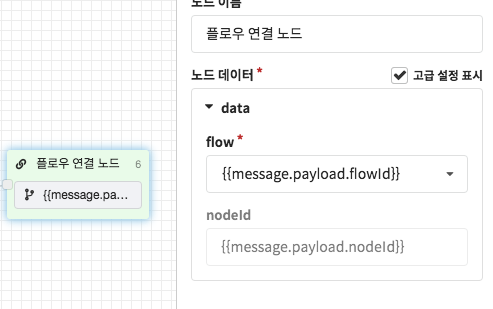 노드 이름
플로우 연결 노드
노드 데이터 *
고급 설정 표시
data
flow *
플로우 연결 노드 6
{{message.payload.flowId}}
{{message.pa...
nodeId
{{message.payload.nodeId}}